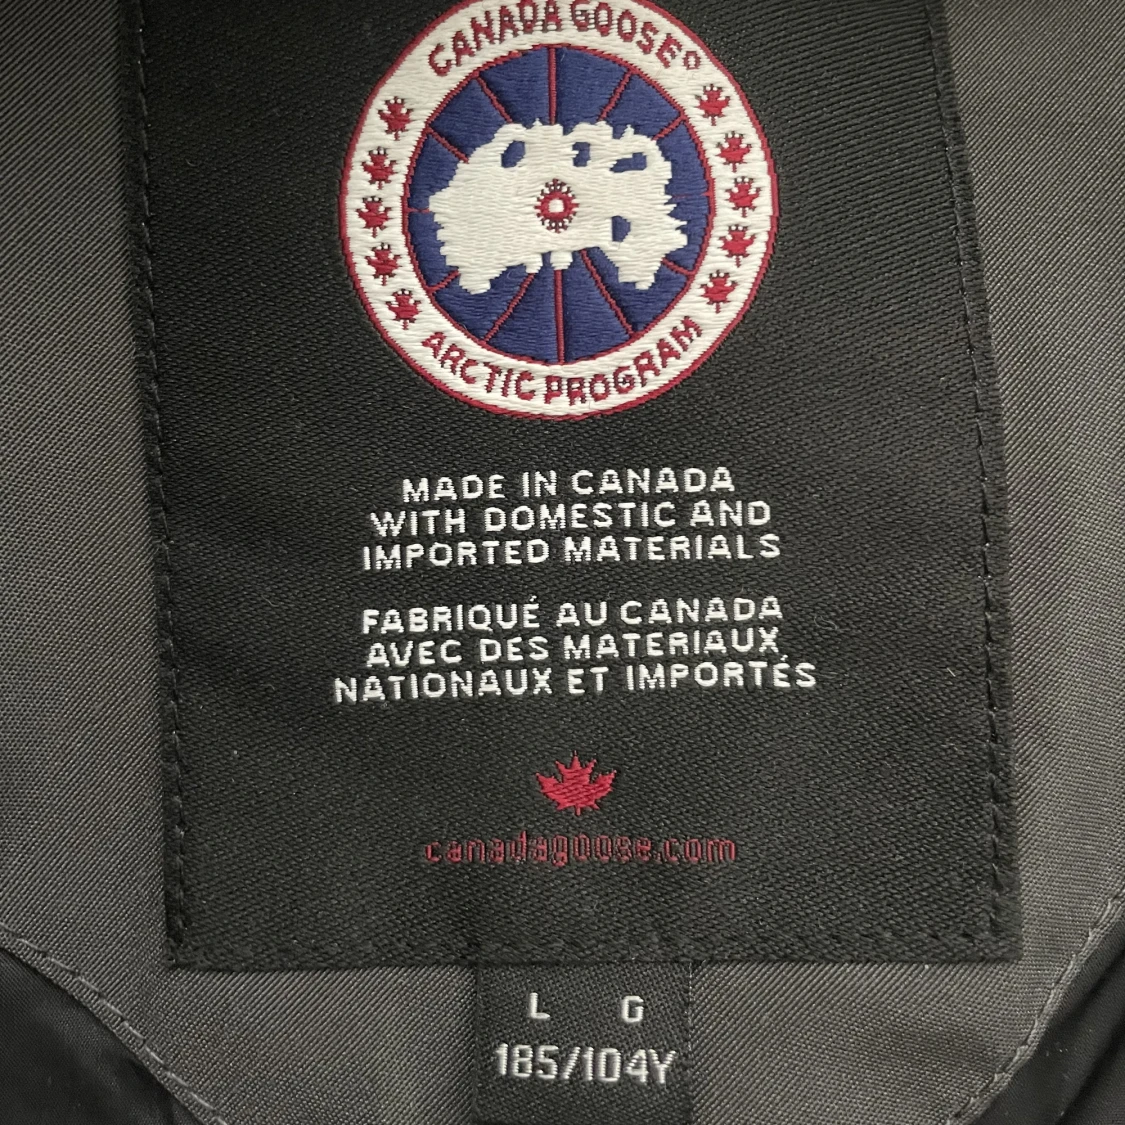 CANADA GOOSE®
ARCTIC PROGRAM
MADE IN CANADA
WITH DOMESTIC AND
IMPORTED MATERIALS
FABRIQUÉ AU CANADA
AVEC DES MATERIAUX
NATIONAUX ET IMPORTÉS
canadagoose.com
L G
185/104Y